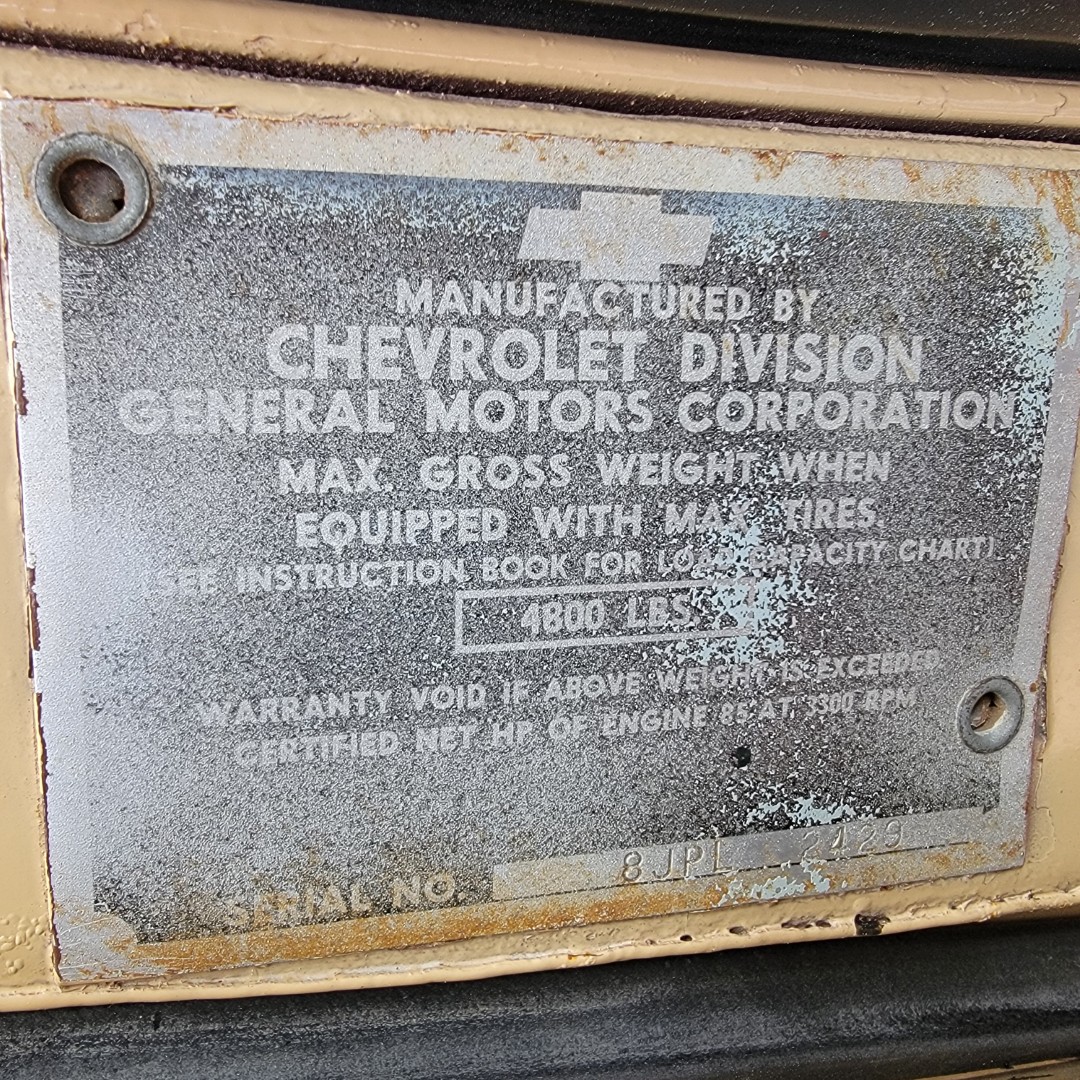 MANUFACTURED BY
CHEVROLET DIVISION
GENERAL MOTORS CORPORATION
MAX. GROSS WEIGHT WHEN
EQUIPPED WITH MAX. TIRES.
(SEE INSTRUCTION BOOK FOR LOAD CAPACITY CHART)
4800 LBS.
WARRANTY VOID IF ABOVE WEIGHT IS EXCEEDED
CERTIFIED NET HP OF ENGINE 85 AT 3300 RPM
SERIAL NO. 8JPL 2429